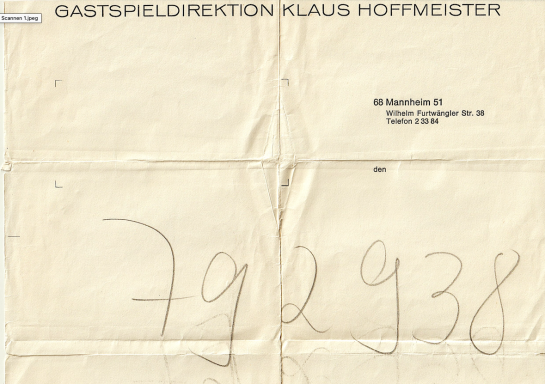 GASTSPIELDIREKTION KLAUS HOFFMEISTER
Scannen 1.jpeg
68 Mannheim 51
Wilhelm Furtwängler Str. 38
Telefon 2 33 84
den
792938